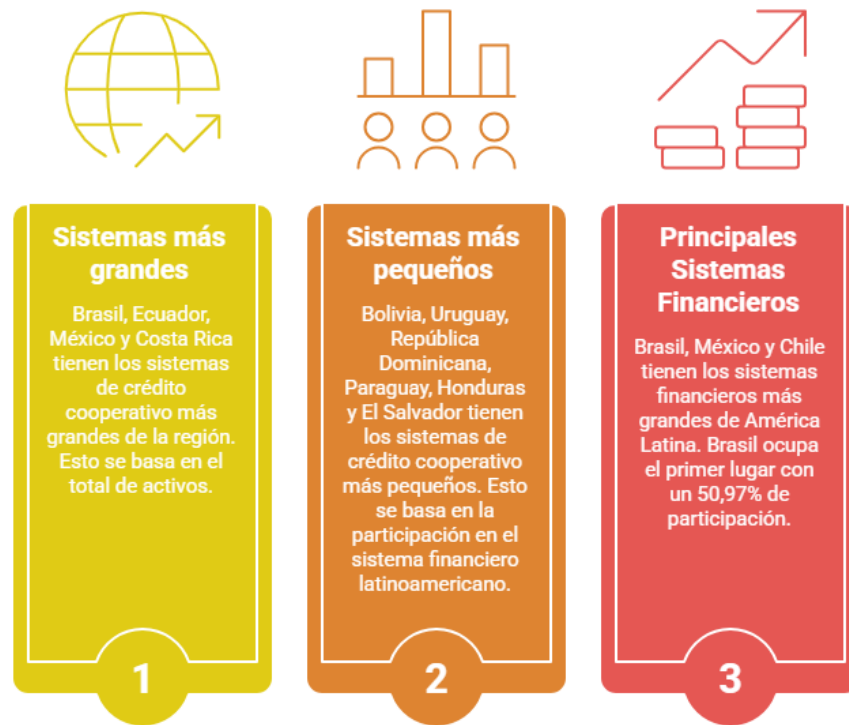 Sistemas más
grandes
Brasil, Ecuador,
México y Costa Rica
tienen los sistemas
de crédito
cooperativo más
grandes de la región.
Esto se basa en el
total de activos.
1
Sistemas más
pequeños
Bolivia, Uruguay,
República
Dominicana,
Paraguay, Honduras
y El Salvador tienen
los sistemas de
crédito cooperativo
más pequeños. Esto
se basa en la
participación en el
sistema financiero
latinoamericano.
2
Principales
Sistemas
Financieros
Brasil, México y Chile
tienen los sistemas
financieros más
grandes de América
Latina. Brasil ocupa
el primer lugar con
un 50,97% de
participación.
3